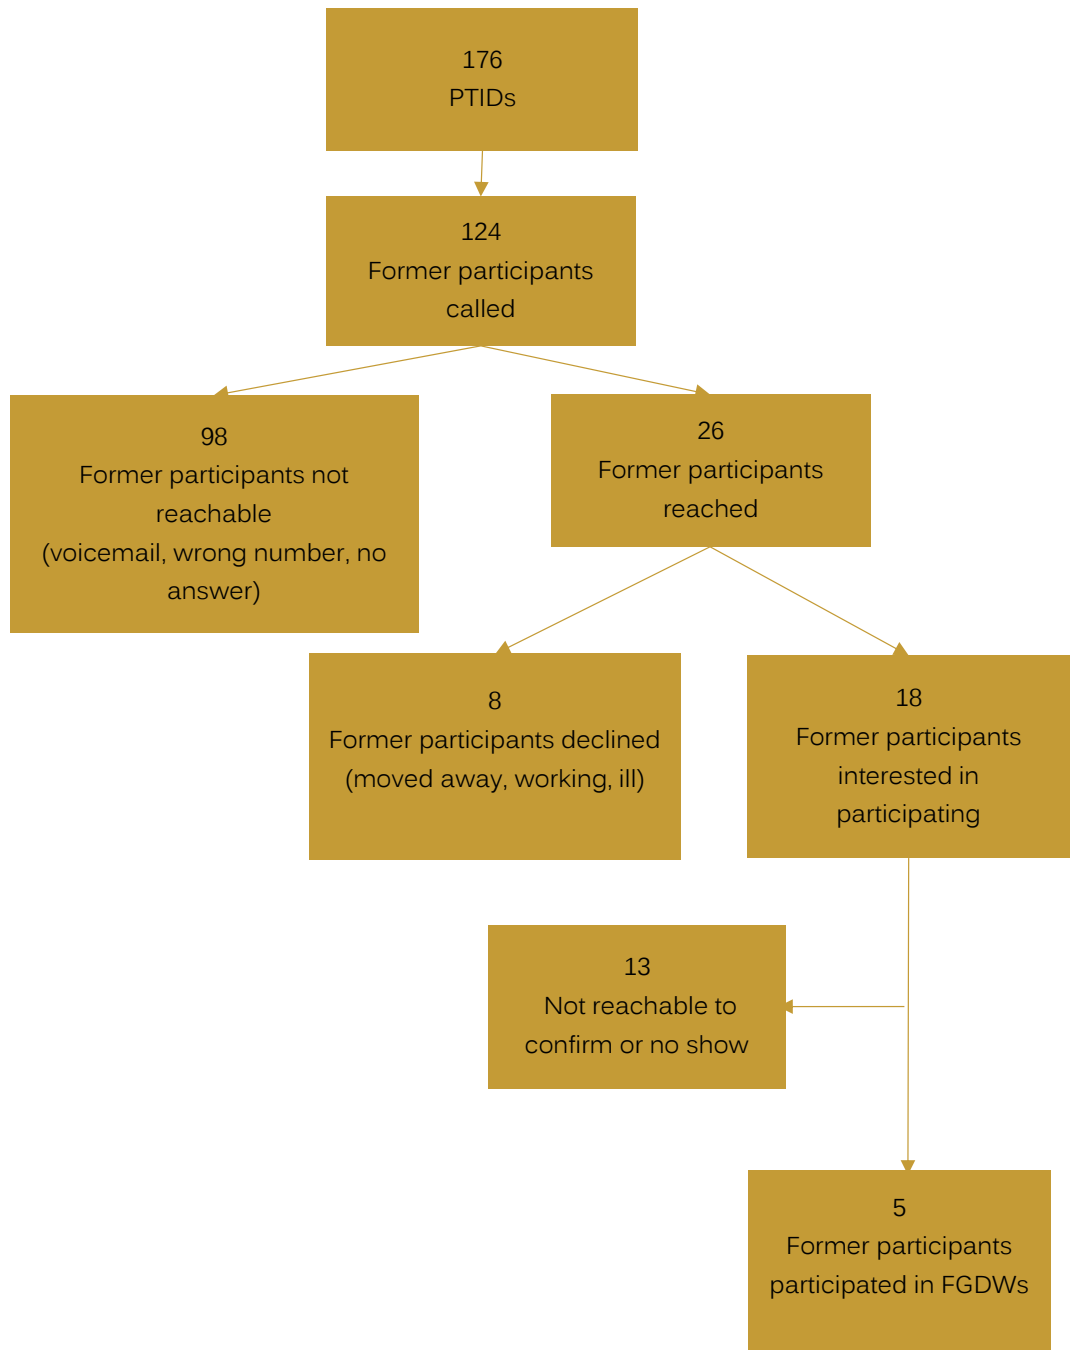 176
PTIDs
124
Former participants
called
98
Former participants not
reachable
(voicemail, wrong number, no
answer)
26
Former participants
reached
8
Former participants declined
(moved away, working, ill)
18
Former participants
interested in
participating
13
Not reachable to
confirm or no show
5
Former participants
participated in FGDWs